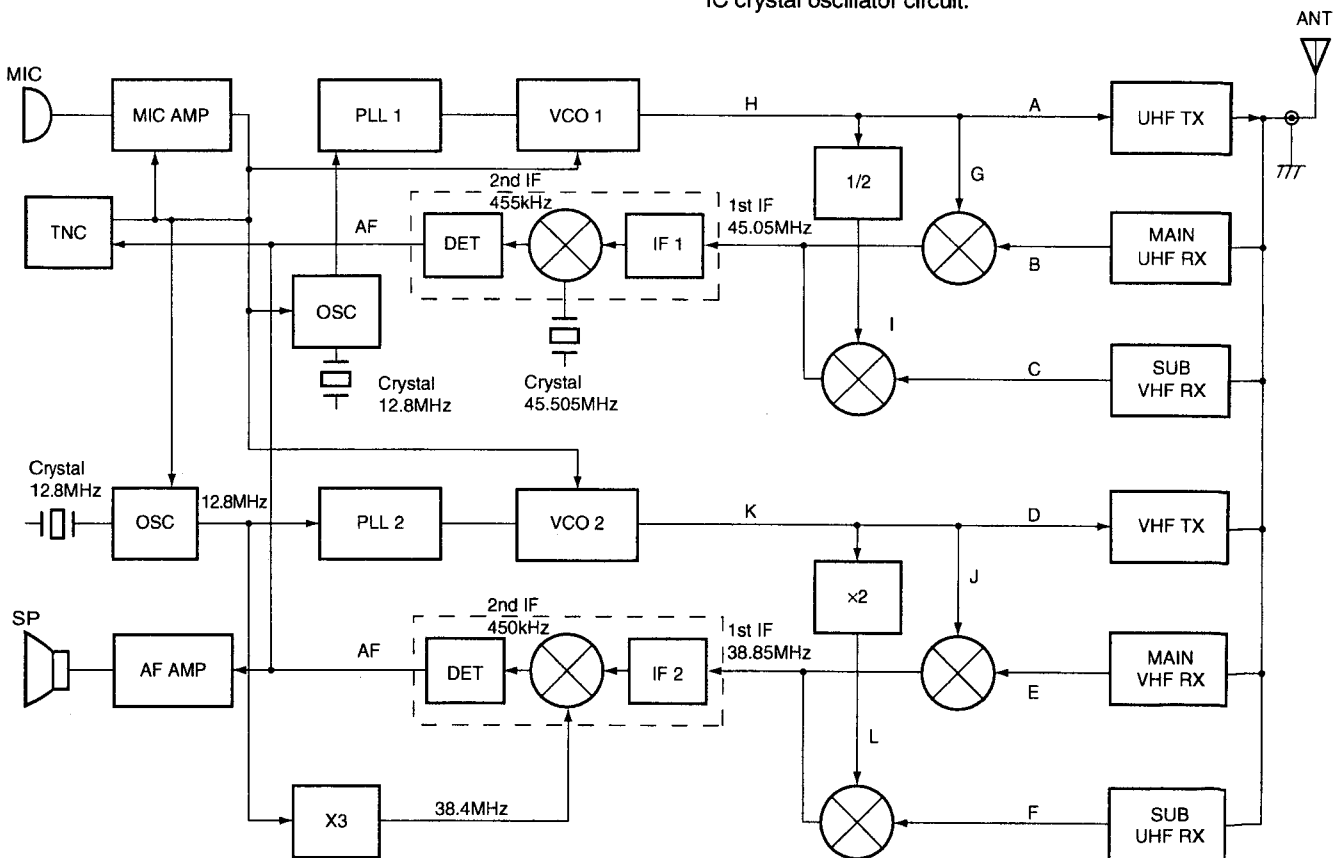 IC crystal oscillator circuit.
ANT
MIC
MIC AMP
PLL 1
VCO 1
H
A
UHF TX
1/2
G
2nd IF
455kHz
1st IF
45.05MHz
TNC
AF
DET
IF 1
B
MAIN
UHF RX
OSC
I
Crystal
12.8MHz
Crystal
45.505MHz
C
SUB
VHF RX
Crystal
12.8MHz
OSC
12.8MHz
PLL 2
VCO 2
K
D
VHF TX
×2
J
SP
2nd IF
450kHz
1st IF
38.85MHz
AF AMP
AF
DET
IF 2
E
MAIN
VHF RX
L
X3
38.4MHz
F
SUB
UHF RX